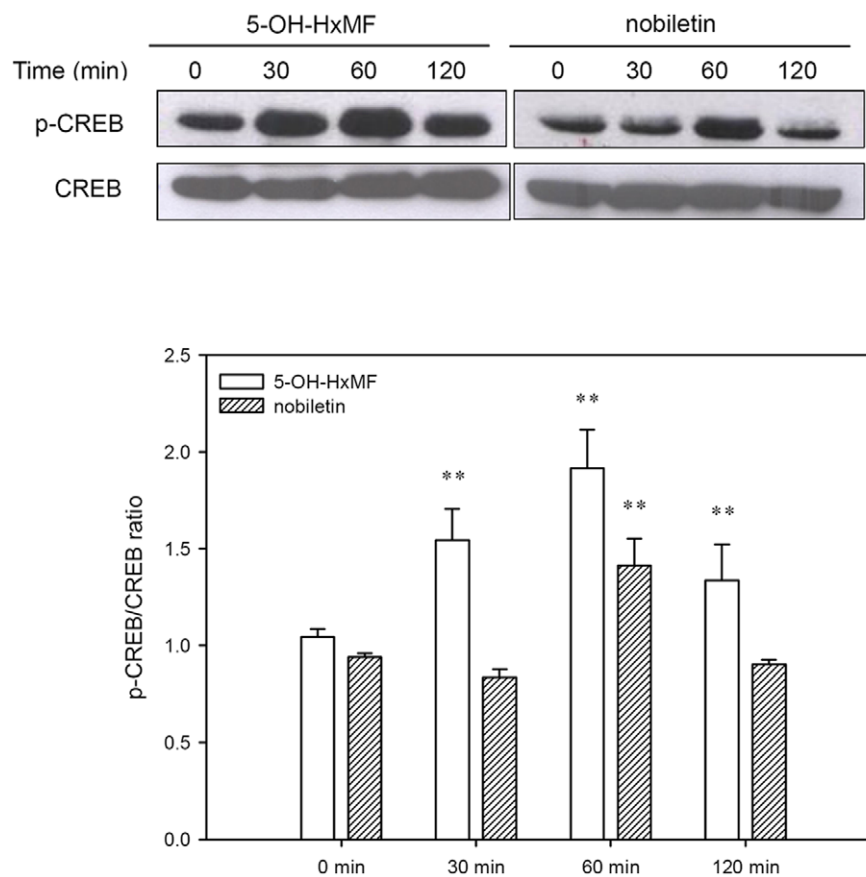 5-OH-HxMF nobiletin
Time (min) 0 30 60 120 0 30 60 120
p-CREB
CREB
2.5
5-OH-HxMF
nobiletin
**
2.0
**
**
**
1.5
p-CREB/CREB ratio
1.0
0.5
0.0
0 min 30 min 60 min 120 min